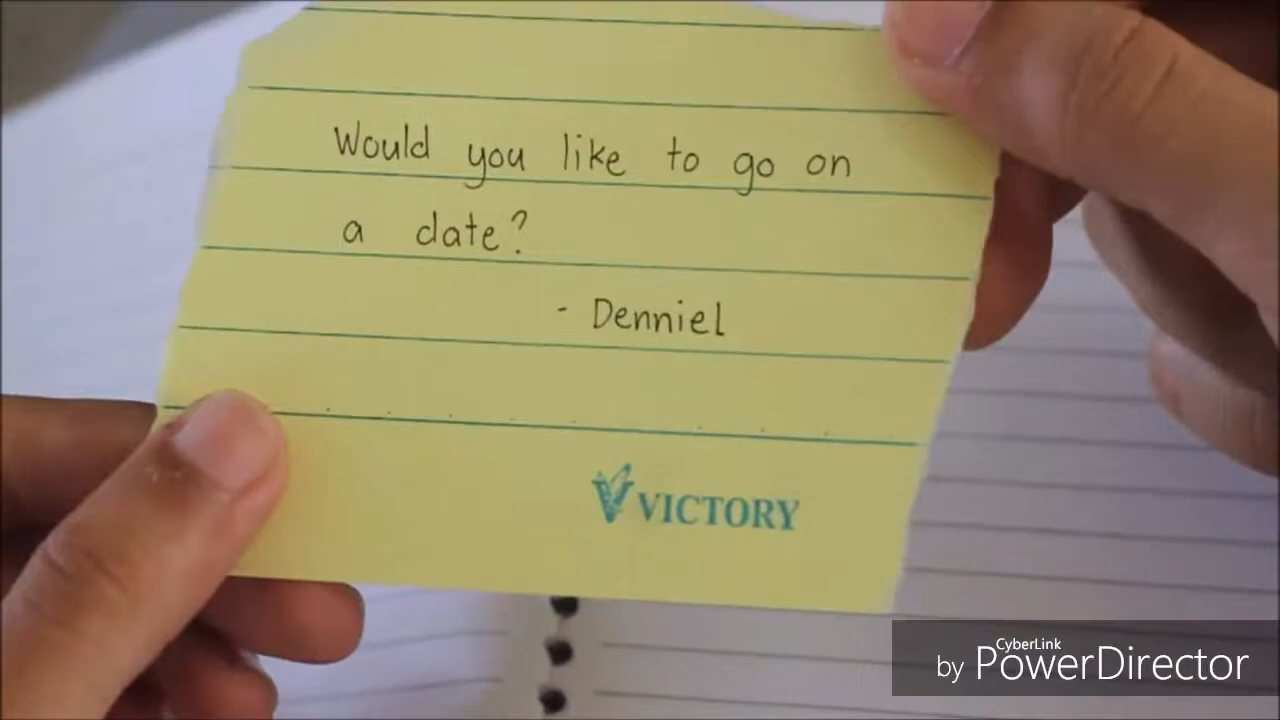 Would you like to go on
a date?
- Denniel
VICTORY
CyberLink
by PowerDirector